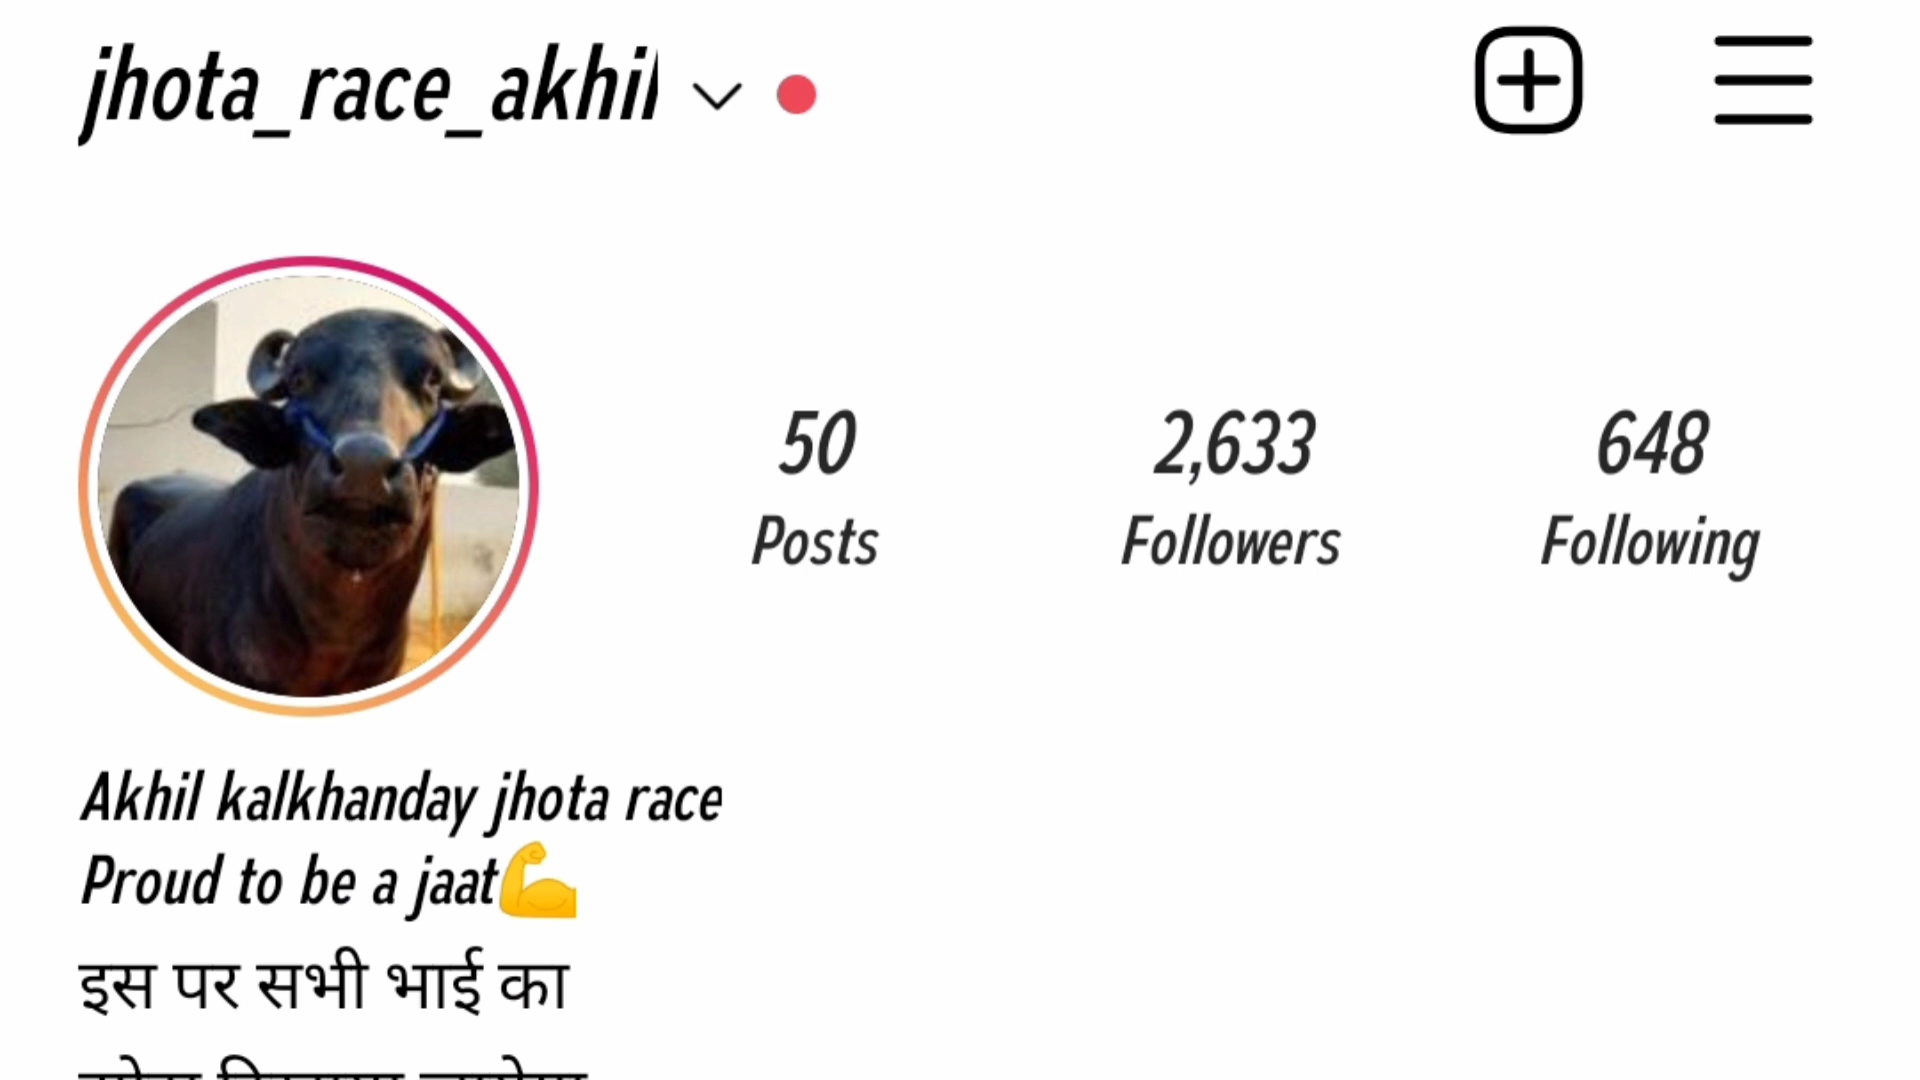 jhota_race_akhil
50
2,633
648
Posts
Followers
Following
Akhil kalkhanday jhota race
Proud to be a jaat💪
इस पर सभी भाई का